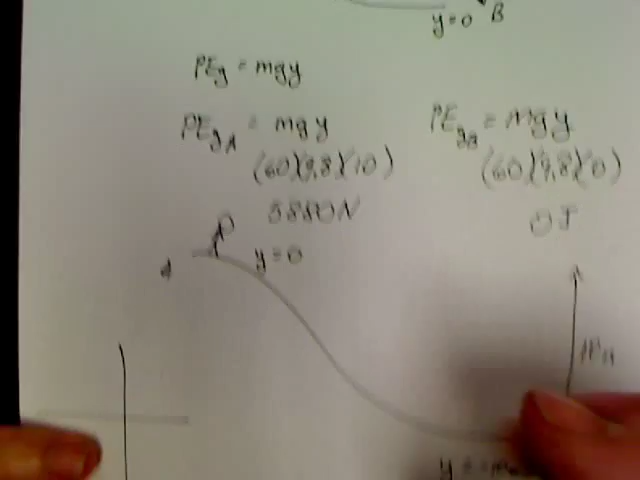 y=0 B
PEg = mgy
PEgA = mgy
(60)(9,8)(10)
5880N
PEgB = mgy
(60)(9,8)(0)
0 J
A
y=0